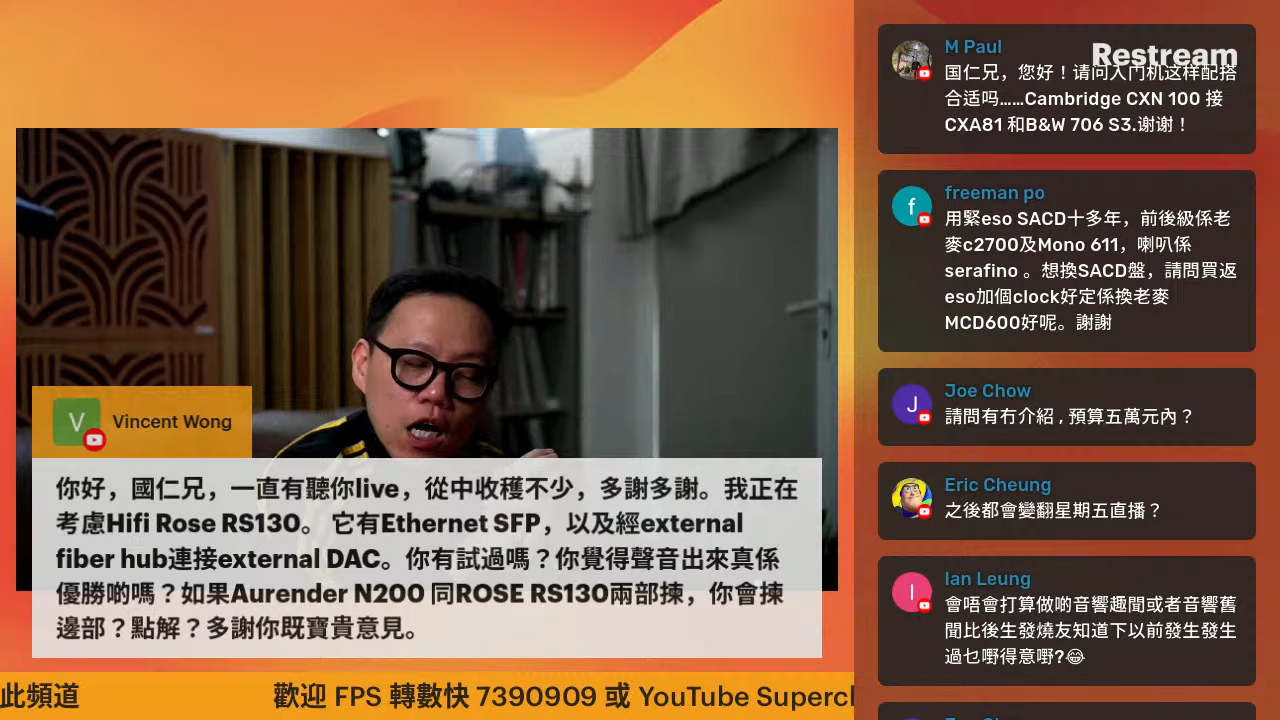 Restream
M Paul
国仁兄，您好！请问入门机这样配搭
合适吗……Cambridge CXN 100 接
CXA81 和B&W 706 S3.谢谢！
freeman po
用緊eso SACD十多年，前後級係老
麥c2700及Mono 611，喇叭係
serafino 。想換SACD盤，請問買返
eso加個clock好定係換老麥
MCD600好呢。謝謝
Joe Chow
請問有冇介紹 , 預算五萬元內？
Eric Cheung
之後都會變翻星期五直播？
Ian Leung
會唔會打算做啲音響趣聞或者音響舊
聞比後生發燒友知道下以前發生發生
過乜嘢得意嘢?😂
V
Vincent Wong
你好，國仁兄，一直有聽你live，從中收穫不少，多謝多謝。我正在
考慮Hifi Rose RS130。 它有Ethernet SFP，以及經external
fiber hub連接external DAC。你有試過嗎？你覺得聲音出來真係
優勝啲嗎？如果Aurender N200 同ROSE RS130兩部揀，你會揀
邊部？點解？多謝你既寶貴意見。
此頻道
歡迎 FPS 轉數快 7390909 或 YouTube Supercl